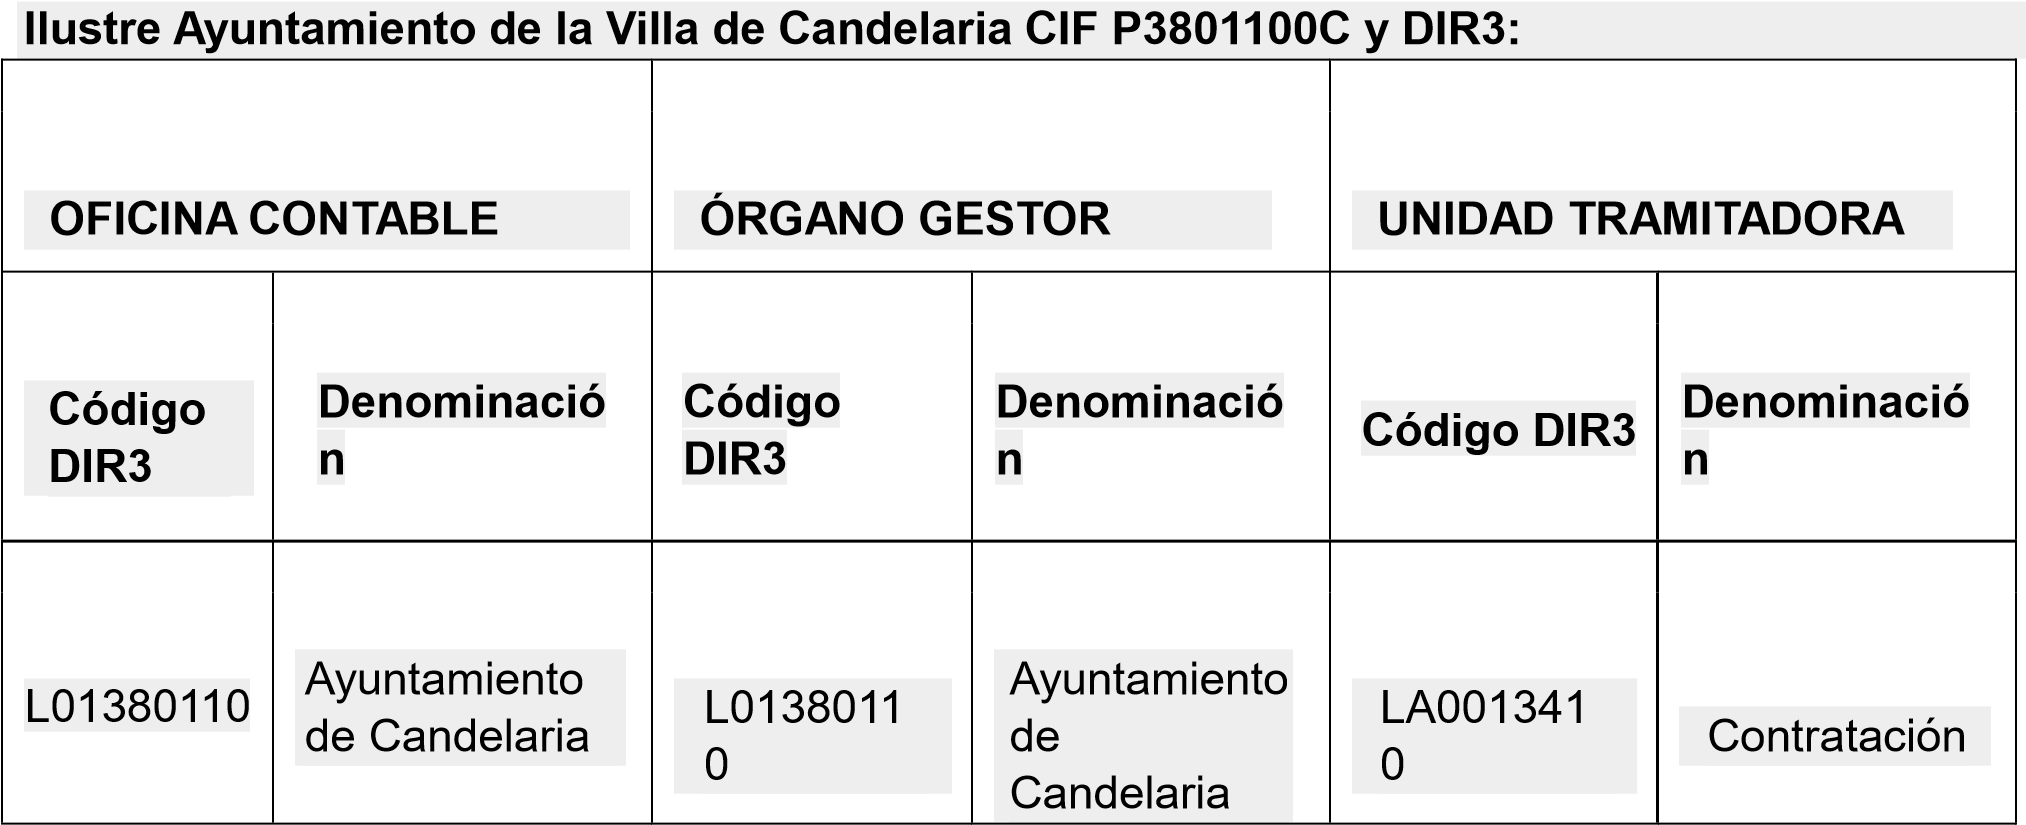 Ilustre Ayuntamiento de la Villa de Candelaria CIF P3801100C y DIR3:
OFICINA CONTABLE
ÓRGANO GESTOR
UNIDAD TRAMITADORA
Código
DIR3
Denominació
n
Código
DIR3
Denominació
n
Código DIR3
Denominació
n
L01380110
Ayuntamiento
de Candelaria
L0138011
0
Ayuntamiento
de
Candelaria
LA001341
0
Contratación